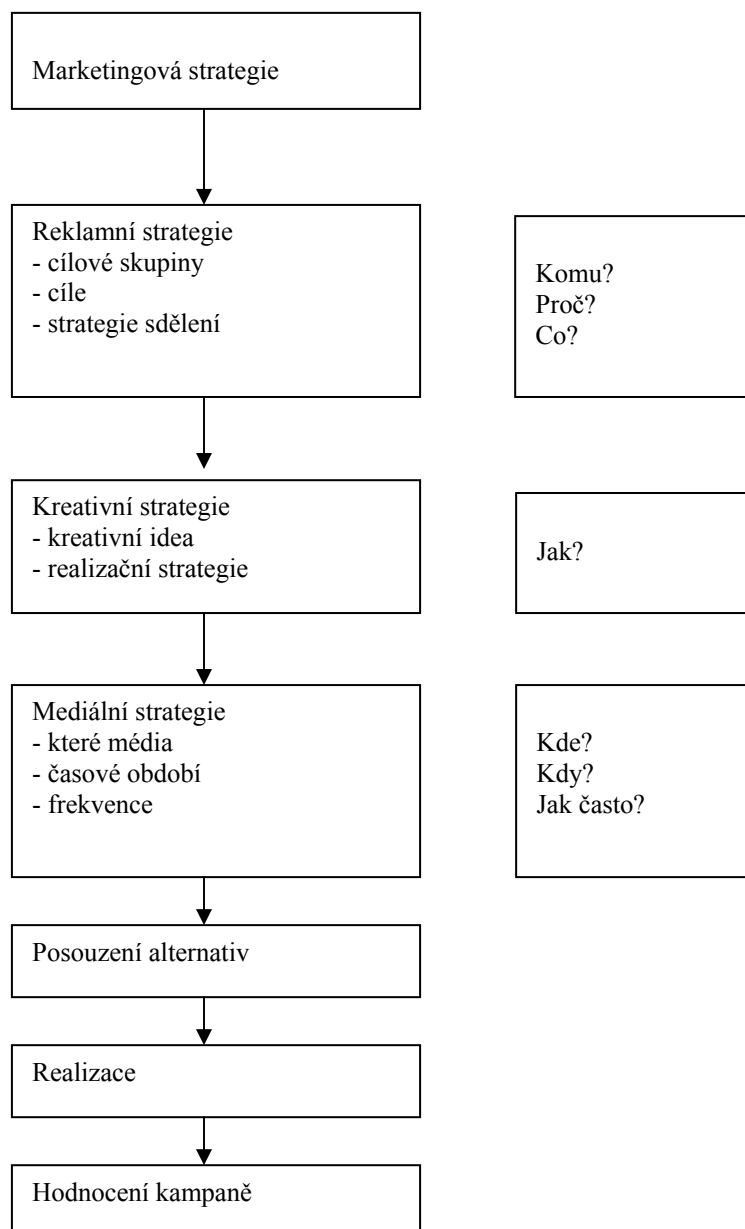 Marketingová strategie
Reklamní strategie
- cílové skupiny
- cíle
- strategie sdělení
Komu?
Proč?
Co?
Kreativní strategie
- kreativní idea
- realizační strategie
Jak?
Mediální strategie
- které média
- časové období
- frekvence
Kde?
Kdy?
Jak často?
Posouzení alternativ
Realizace
Hodnocení kampaně